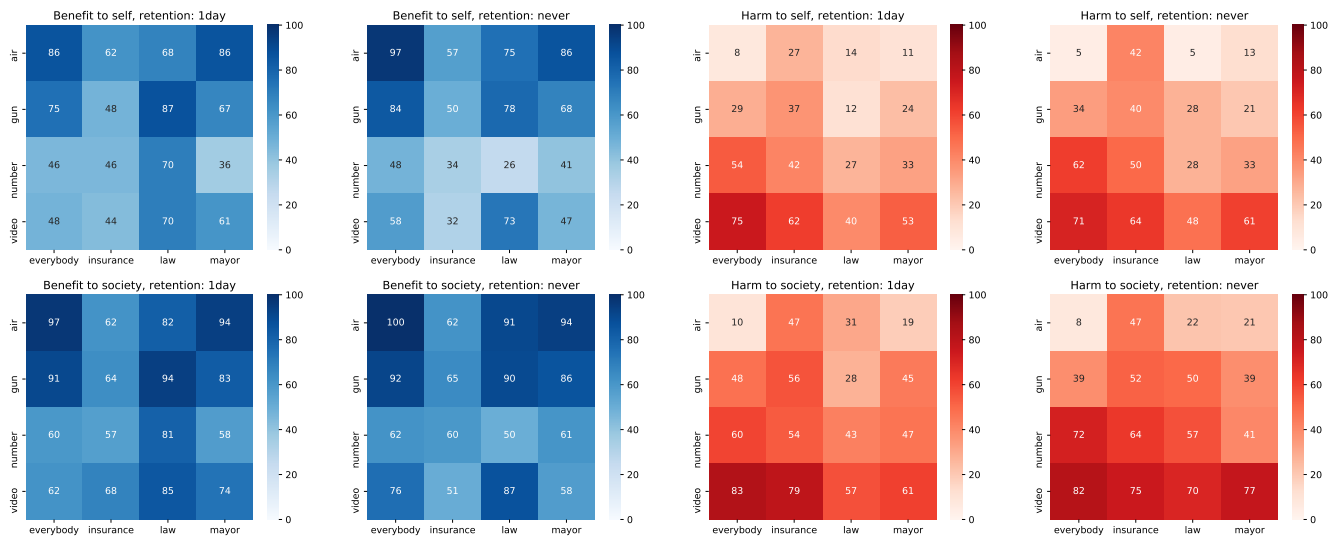 Benefit to self, retention: 1day
air 86 62 68 86
gun 75 48 87 67
number 46 46 70 36
video 48 44 70 61
everybody insurance law mayor
100
80
60
40
20
0
Benefit to self, retention: never
air 97 57 75 86
gun 84 50 78 68
number 48 34 26 41
video 58 32 73 47
everybody insurance law mayor
100
80
60
40
20
0
Harm to self, retention: 1day
air 8 27 14 11
gun 29 37 12 24
number 54 42 27 33
video 75 62 40 53
everybody insurance law mayor
100
80
60
40
20
0
Harm to self, retention: never
air 5 42 5 13
gun 34 40 28 21
number 62 50 28 33
video 71 64 48 61
everybody insurance law mayor
100
80
60
40
20
0
Benefit to society, retention: 1day
air 97 62 82 94
gun 91 64 94 83
number 60 57 81 58
video 62 68 85 74
everybody insurance law mayor
100
80
60
40
20
0
Benefit to society, retention: never
air 100 62 91 94
gun 92 65 90 86
number 62 60 50 61
video 76 51 87 58
everybody insurance law mayor
100
80
60
40
20
0
Harm to society, retention: 1day
air 10 47 31 19
gun 48 56 28 45
number 60 54 43 47
video 83 79 57 61
everybody insurance law mayor
100
80
60
40
20
0
Harm to society, retention: never
air 8 47 22 21
gun 39 52 50 39
number 72 64 57 41
video 82 75 70 77
everybody insurance law mayor
100
80
60
40
20
0